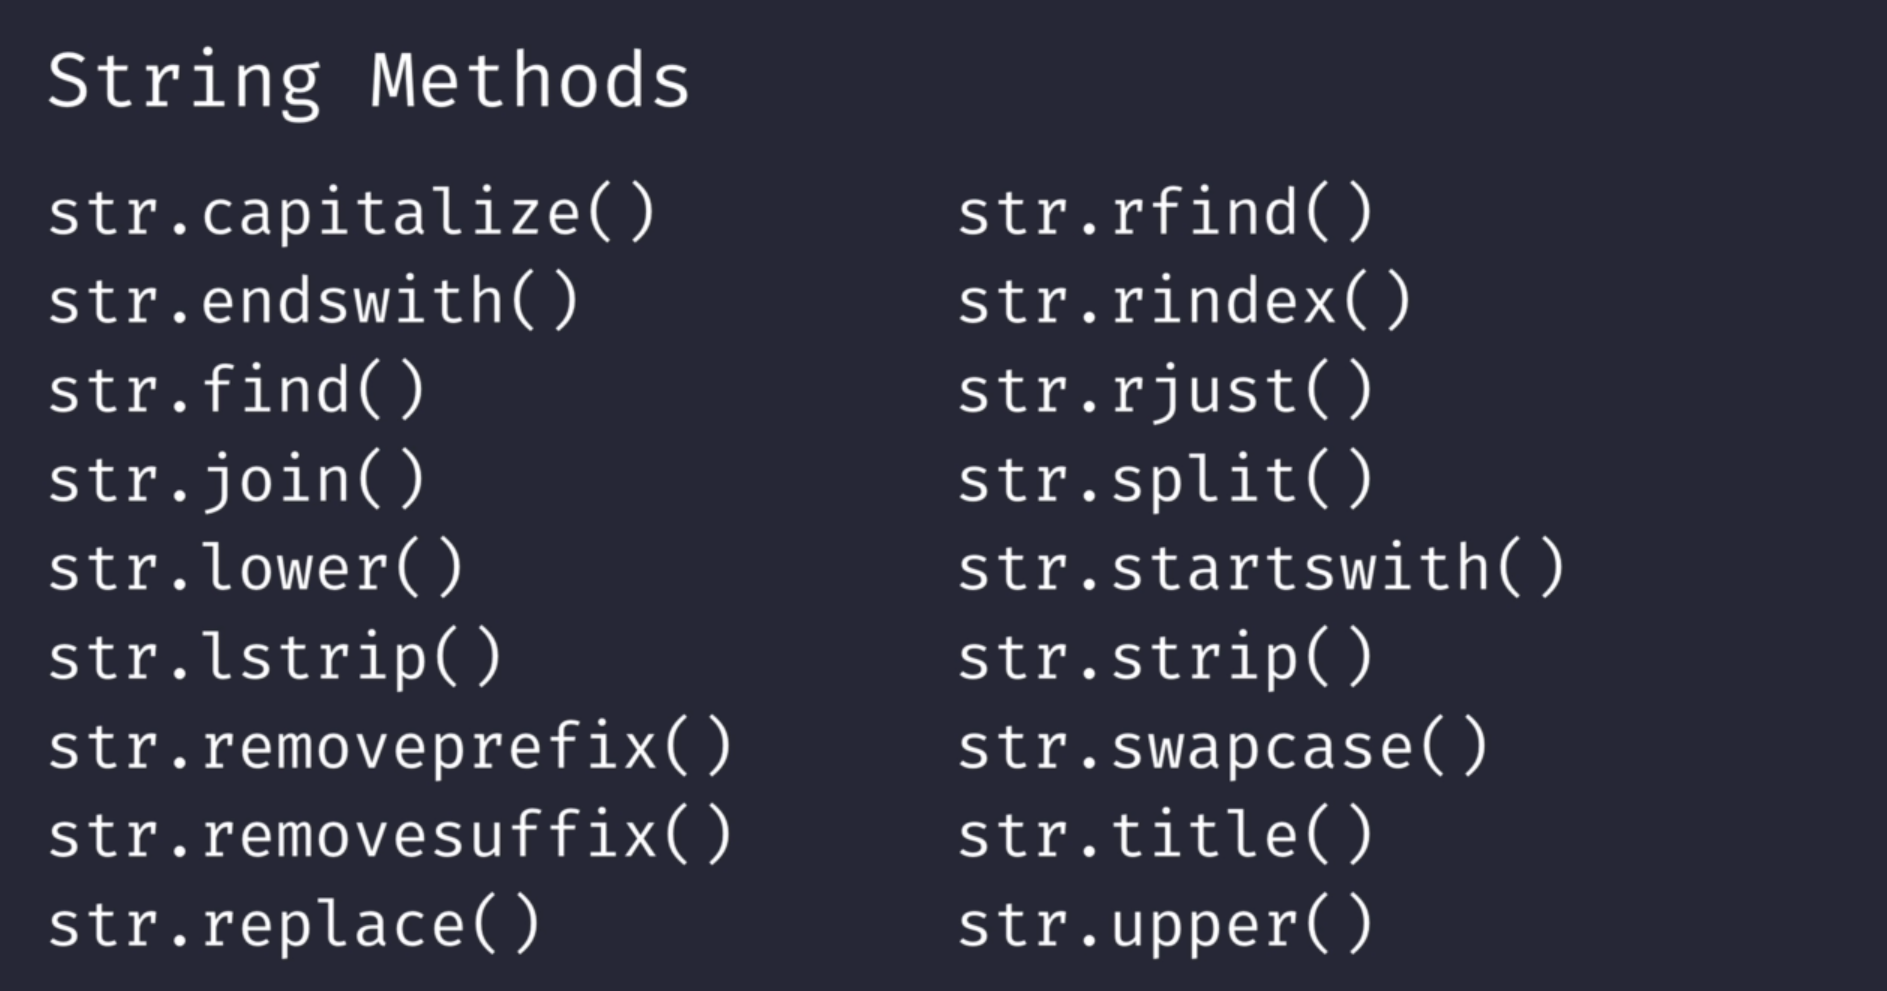 String Methods
str.capitalize()
str.endswith()
str.find()
str.join()
str.lower()
str.lstrip()
str.removeprefix()
str.removesuffix()
str.replace()
str.rfind()
str.rindex()
str.rjust()
str.split()
str.startswith()
str.strip()
str.swapcase()
str.title()
str.upper()